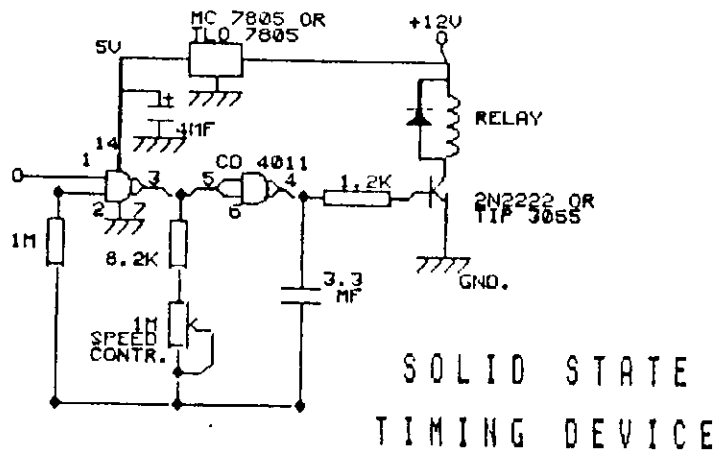 MC 7805 OR
TLO 7805
+12V
5V
+
4MF
RELAY
14
1
3
2
7
CD 4011
5
4
6
1.2K
2N2222 OR
TIP 3055
1M
8.2K
3.3
MF
GND.
1M
SPEED
CONTR.
SOLID STATE
TIMING DEVICE